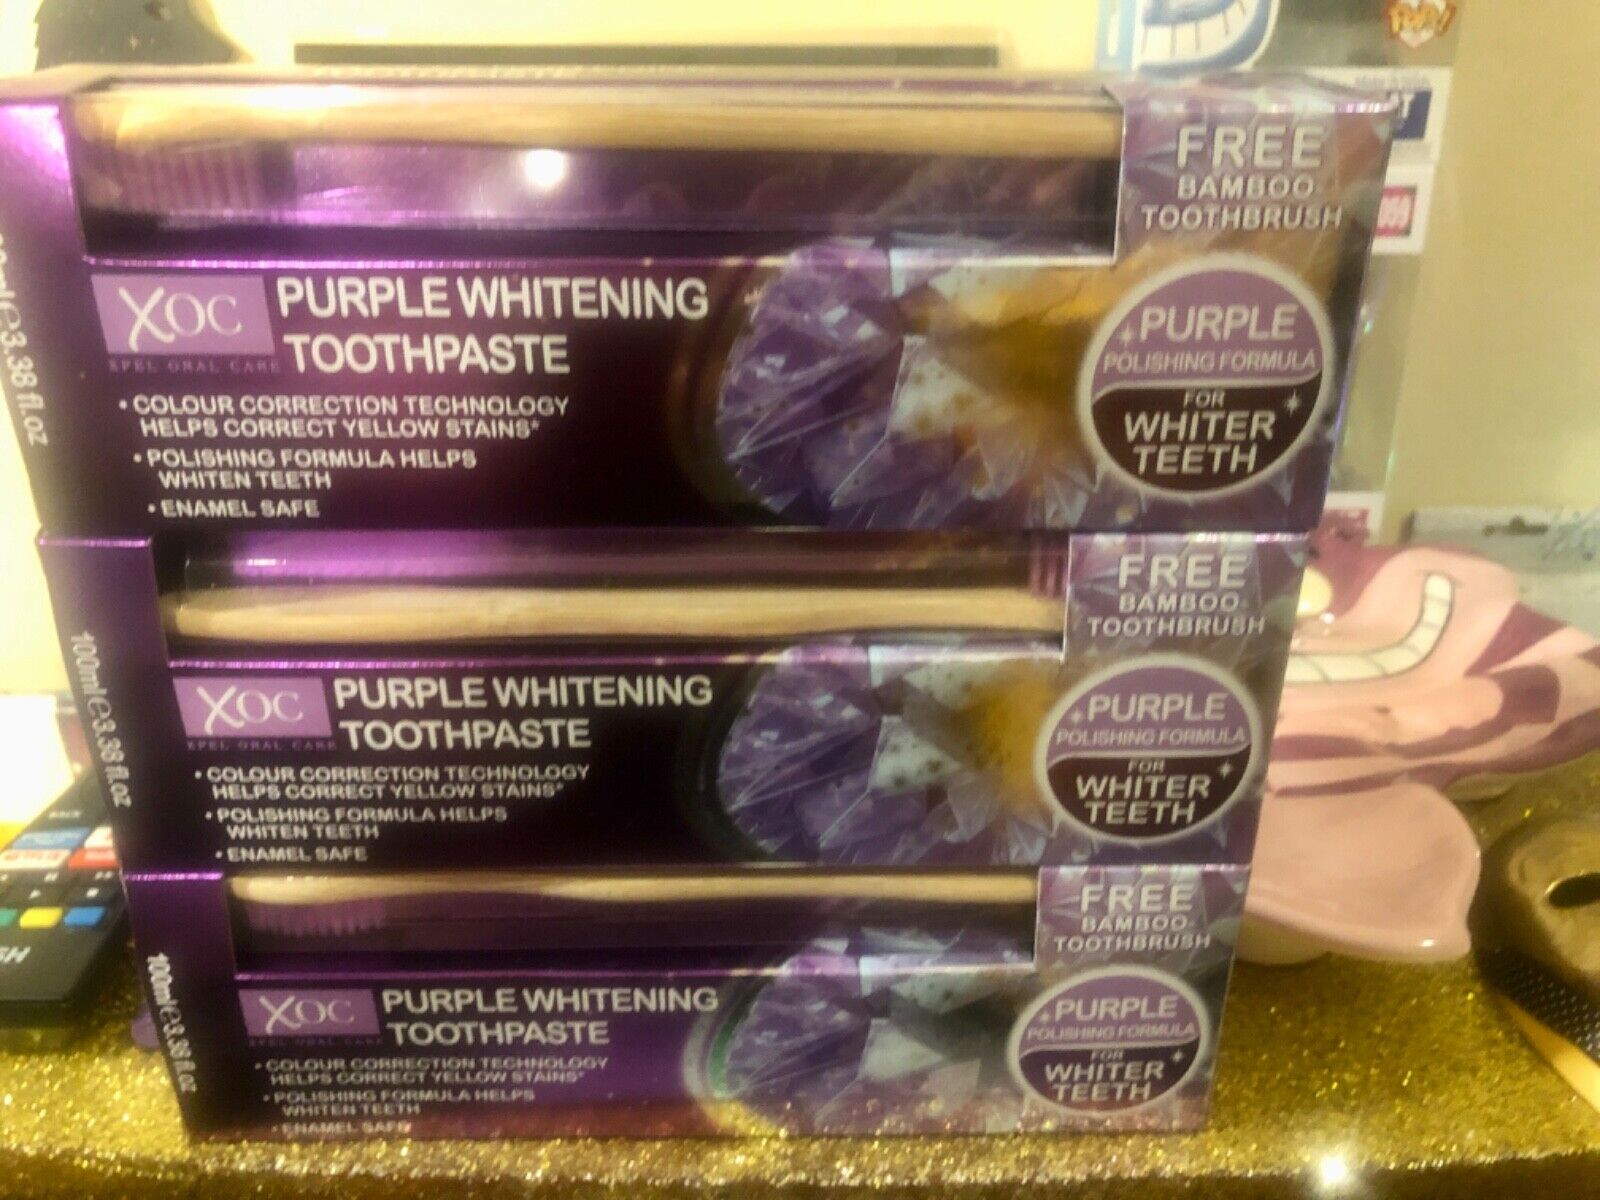 FREE
BAMBOO
TOOTHBRUSH
XOC
XPEL ORAL CARE
PURPLE WHITENING
TOOTHPASTE
• COLOUR CORRECTION TECHNOLOGY
HELPS CORRECT YELLOW STAINS*
• POLISHING FORMULA HELPS
WHITEN TEETH
• ENAMEL SAFE
PURPLE
POLISHING FORMULA
FOR
WHITER
TEETH
3.38 fl.oz
FREE
BAMBOO
TOOTHBRUSH
XOC
XPEL ORAL CARE
PURPLE WHITENING
TOOTHPASTE
• COLOUR CORRECTION TECHNOLOGY
HELPS CORRECT YELLOW STAINS*
• POLISHING FORMULA HELPS
WHITEN TEETH
• ENAMEL SAFE
PURPLE
POLISHING FORMULA
FOR
WHITER
TEETH
100ml e 3.38 fl.oz
FREE
BAMBOO
TOOTHBRUSH
XOC
XPEL ORAL CARE
PURPLE WHITENING
TOOTHPASTE
• COLOUR CORRECTION TECHNOLOGY
HELPS CORRECT YELLOW STAINS*
• POLISHING FORMULA HELPS
WHITEN TEETH
• ENAMEL SAFE
PURPLE
POLISHING FORMULA
FOR
WHITER
TEETH
100ml e 3.38 fl.oz
BACK